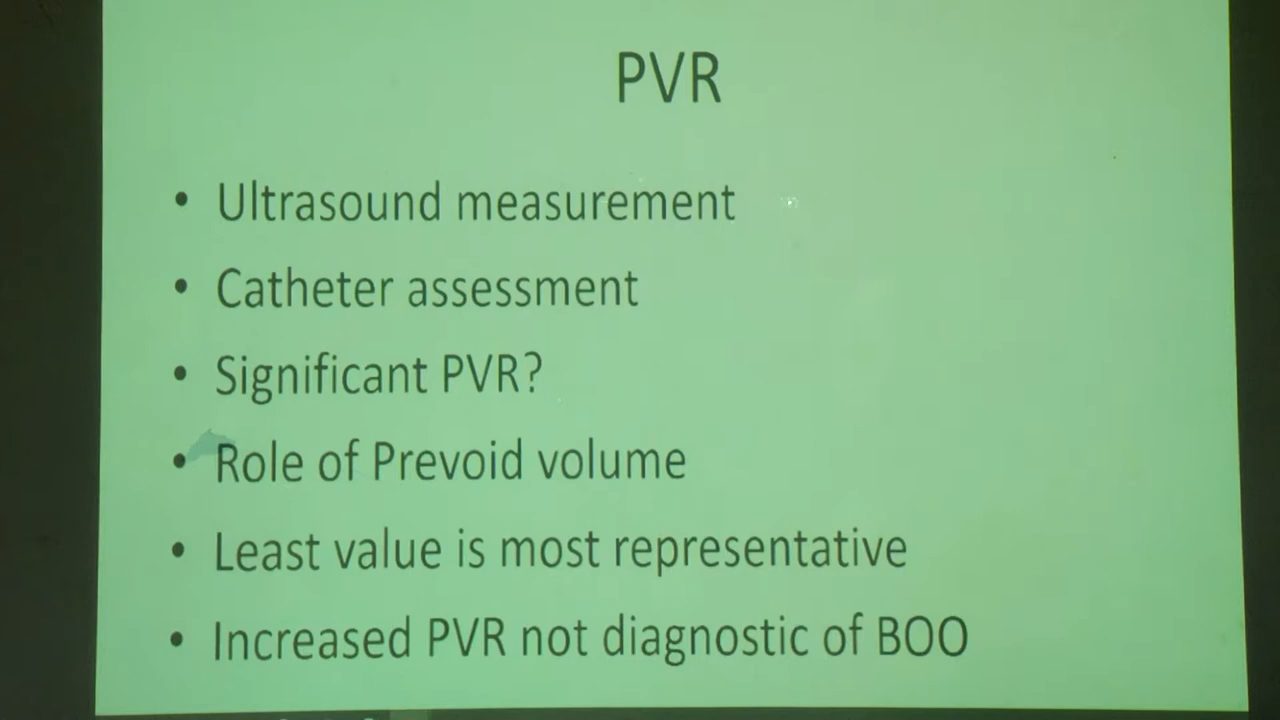 PVR
• Ultrasound measurement
• Catheter assessment
• Significant PVR?
• Role of Prevoid volume
• Least value is most representative
• Increased PVR not diagnostic of BOO